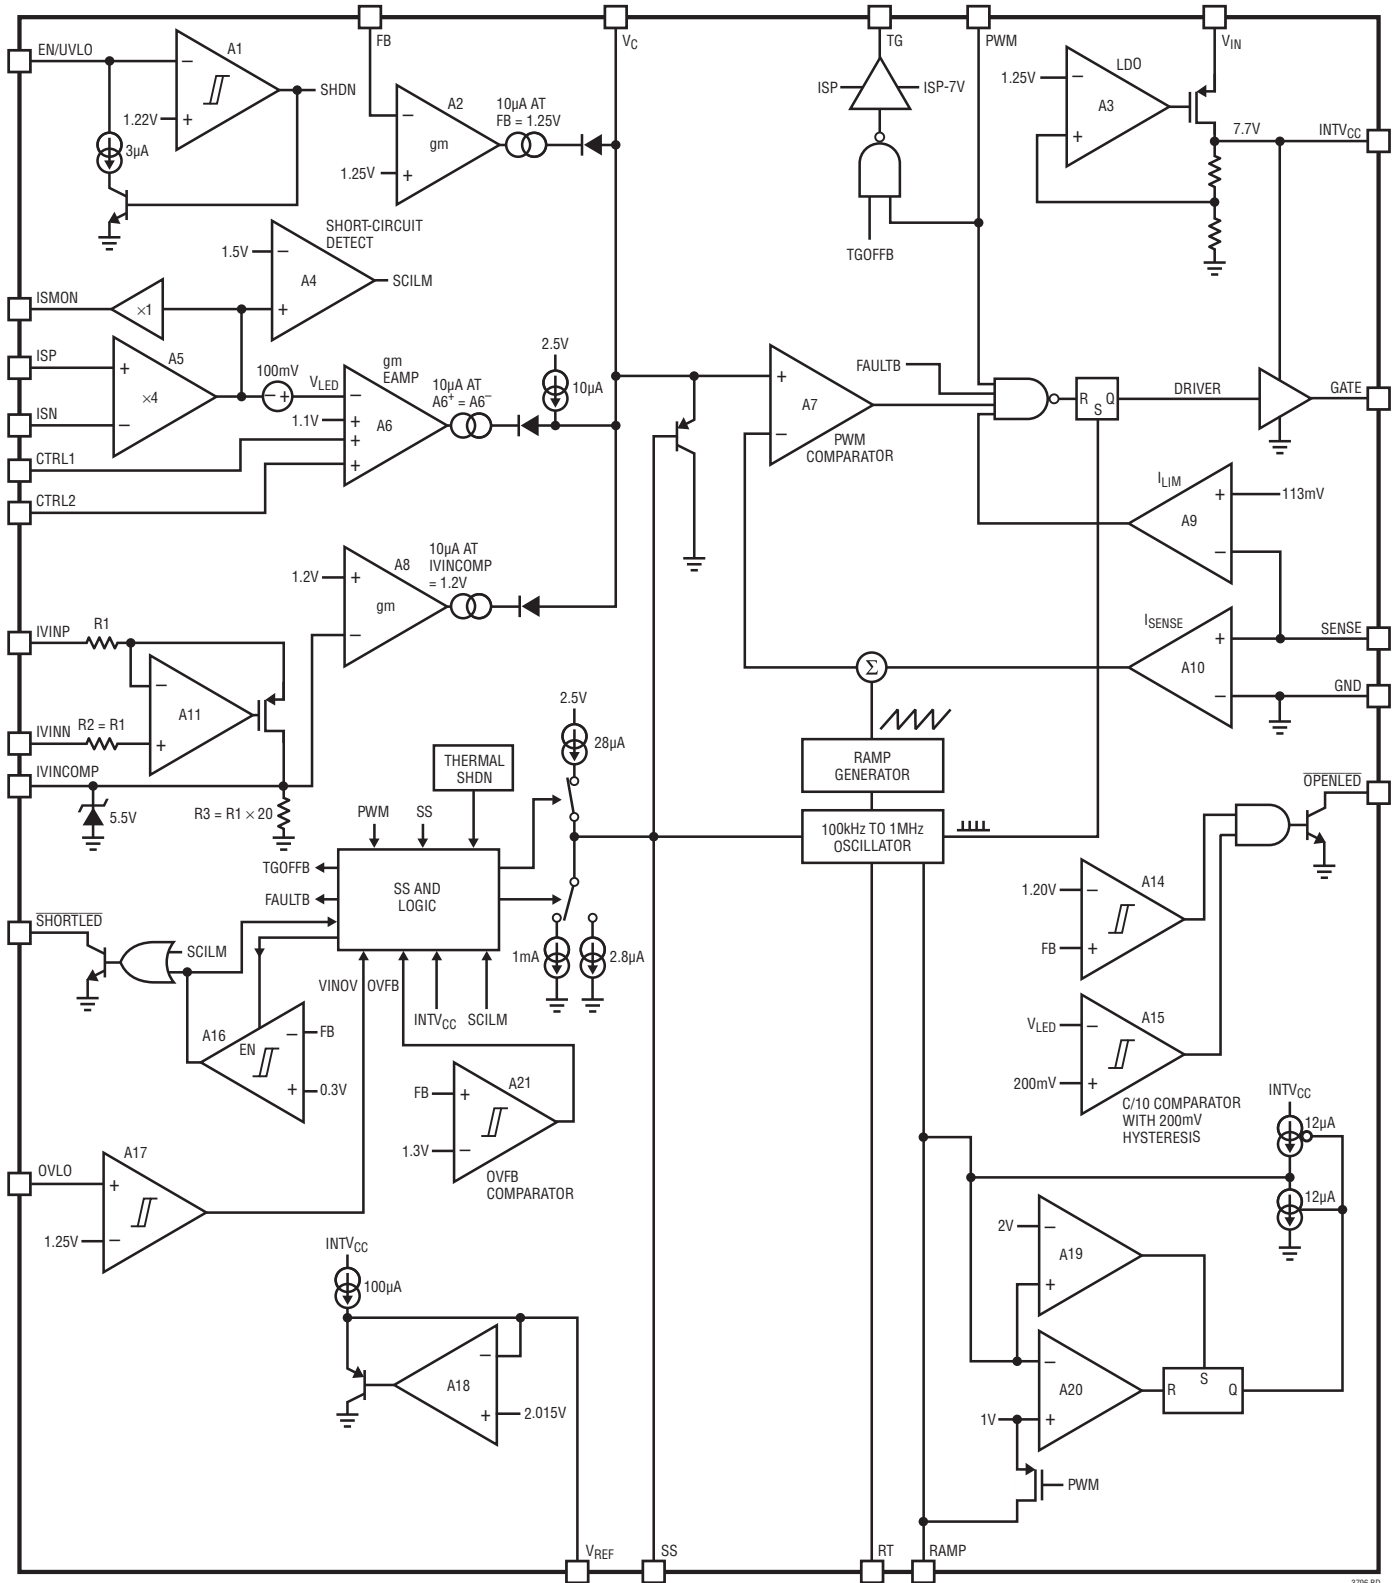 FB
V_C
TG
PWM
V_IN
EN/UVLO
A1
−
+
SHDN
1.22V
3µA
A2
−
gm
+
1.25V
10µA AT
FB = 1.25V
ISP
ISP-7V
TGOFFB
LDO
1.25V
−
A3
+
7.7V
INTV_CC
SHORT-CIRCUIT
DETECT
1.5V
−
A4
+
SCILM
ISMON
×1
ISP
A5
+
×4
−
ISN
100mV
− +
V_LED
gm
EAMP
−
1.1V
+
A6
+
+
10µA AT
A6⁺ = A6⁻
2.5V
10µA
CTRL1
CTRL2
+
A7
−
PWM
COMPARATOR
FAULTB
R
S
Q
DRIVER
GATE
I_LIM
+
113mV
A9
−
A8
1.2V
+
gm
−
10µA AT
IVINCOMP
= 1.2V
IVINP
R1
−
A11
+
IVINN
R2 = R1
IVINCOMP
5.5V
R3 = R1 × 20
Σ
I_SENSE
+
A10
−
SENSE
GND
2.5V
28µA
THERMAL
SHDN
RAMP
GENERATOR
100kHz TO 1MHz
OSCILLATOR
OPENLED
PWM
SS
TGOFFB
FAULTB
SS AND
LOGIC
1mA
2.8µA
SHORTLED
SCILM
VINOV
OVFB
INTV_CC
SCILM
A14
1.20V
−
FB
+
A15
V_LED
−
200mV
+
C/10 COMPARATOR
WITH 200mV
HYSTERESIS
A16
EN
−
FB
+
0.3V
A21
FB
+
1.3V
−
OVFB
COMPARATOR
OVLO
A17
+
1.25V
−
INTV_CC
12µA
12µA
2V
−
A19
+
INTV_CC
100µA
−
A18
+
2.015V
−
A20
1V
+
R
S
Q
PWM
V_REF
SS
RT
RAMP
3796 BD